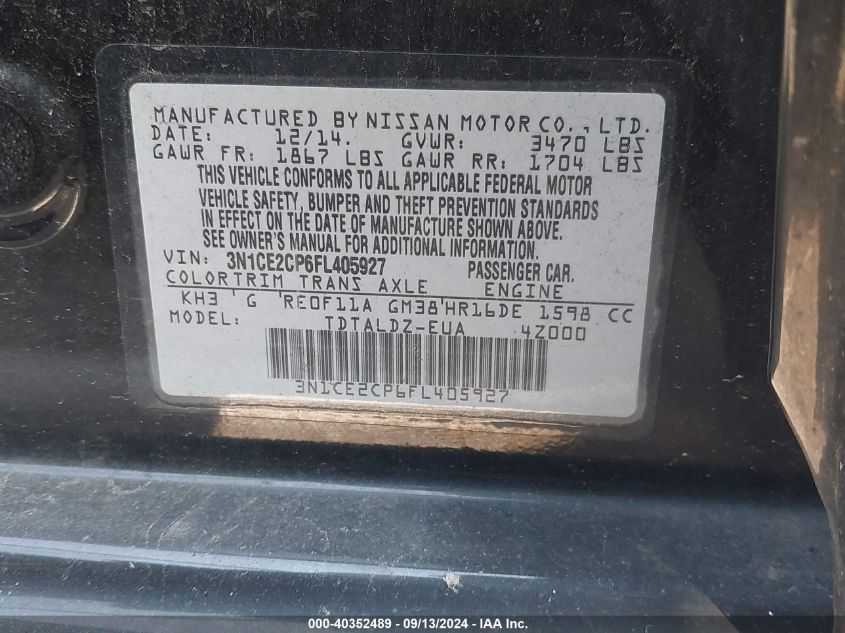 MANUFACTURED BY NISSAN MOTOR CO., LTD.
DATE: 12/14. GVWR: 3470 LBS
GAWR FR: 1867 LBS GAWR RR: 1704 LBS
THIS VEHICLE CONFORMS TO ALL APPLICABLE FEDERAL MOTOR
VEHICLE SAFETY, BUMPER AND THEFT PREVENTION STANDARDS
IN EFFECT ON THE DATE OF MANUFACTURE SHOWN ABOVE.
SEE OWNER'S MANUAL FOR ADDITIONAL INFORMATION.
VIN: 3N1CE2CP6FL405927 PASSENGER CAR.
COLORTRIM TRANS AXLE ENGINE
KH3 ' G 'RE0F11A GM38'HR16DE 1598 CC
MODEL: TDTALDZ-EUA 4Z000
3N1CE2CP6FL405927
000-40352489 - 09/13/2024 - IAA Inc.